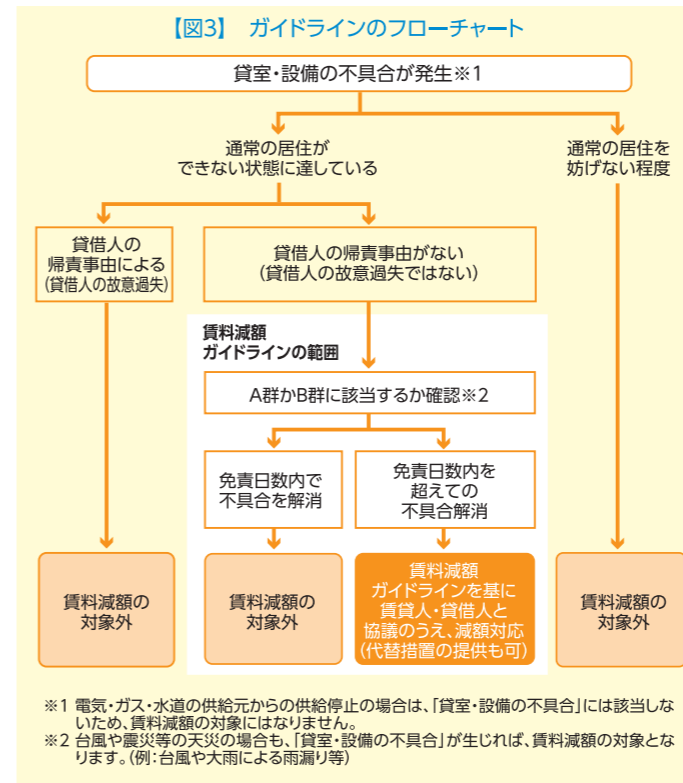 【図3】 ガイドラインのフローチャート
貸室・設備の不具合が発生※1
通常の居住が
できない状態に達している
通常の居住を
妨げない程度
賃借人の
帰責事由による
(賃借人の故意過失)
賃借人の帰責事由がない
(賃借人の故意過失ではない)
賃料減額
ガイドラインの範囲
A群かB群に該当するか確認※2
免責日数内で
不具合を解消
免責日数内を
超えての
不具合解消
賃料減額の
対象外
賃料減額の
対象外
賃料減額
ガイドラインを基に
賃貸人・賃借人と
協議のうえ、減額対応
(代替措置の提供も可)
賃料減額の
対象外
※1 電気・ガス・水道の供給元からの供給停止の場合は、「貸室・設備の不具合」には該当しな
いため、賃料減額の対象にはなりません。
※2 台風や震災等の天災の場合も、「貸室・設備の不具合」が生じれば、賃料減額の対象とな
ります。(例:台風や大雨による雨漏り等)